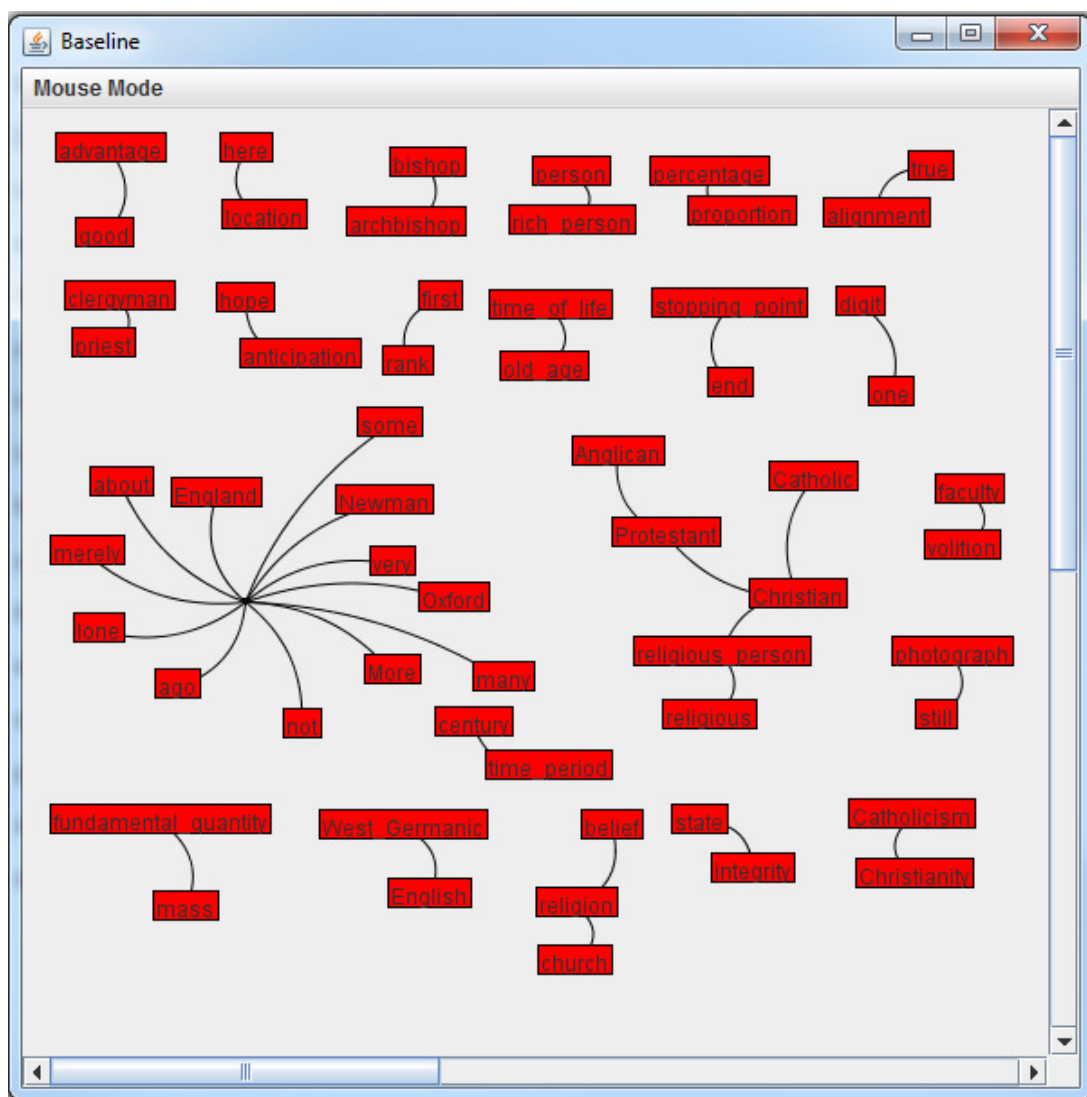 Baseline
Mouse Mode
advantage
here
bishop
person
percentage
true
good
location
archbishop
rich_person
proportion
alignment
clergyman
hope
first
time_of_life
stopping_point
digit
priest
anticipation
rank
old_age
end
one
some
Anglican
Catholic
about
England
Newman
faculty
merely
very
Protestant
volition
Oxford
Christian
lone
religious_person
photograph
ago
More
many
religious
still
not
century
time_period
fundamental_quantity
West_Germanic
belief
state
Catholicism
mass
English
religion
integrity
Christianity
church